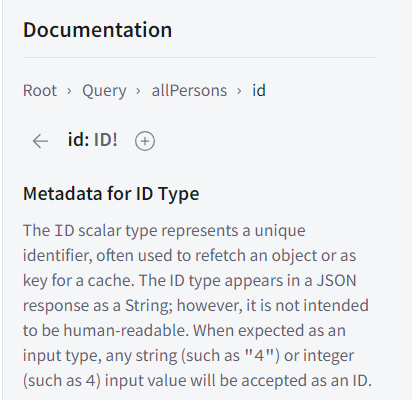 Documentation
Root › Query › allPersons › id
← id: ID!
Metadata for ID Type
The ID scalar type represents a unique
identifier, often used to refetch an object or as
key for a cache. The ID type appears in a JSON
response as a String; however, it is not intended
to be human-readable. When expected as an
input type, any string (such as "4") or integer
(such as 4) input value will be accepted as an ID.